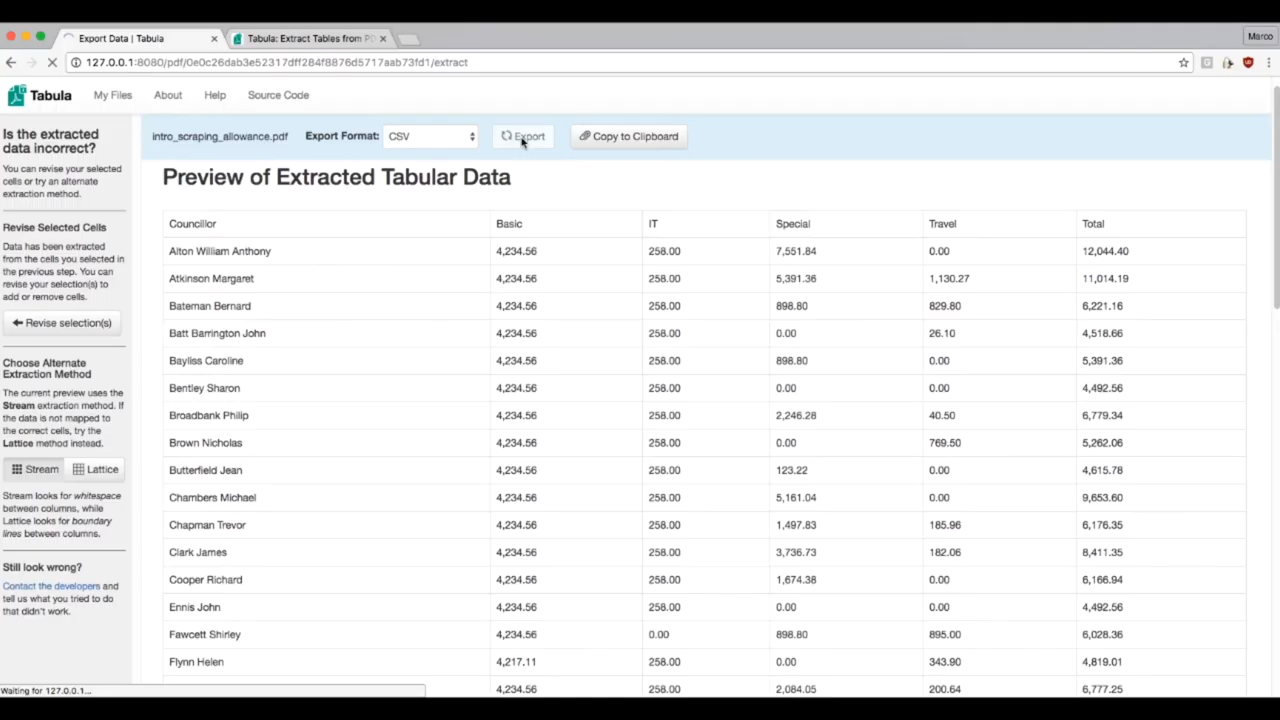 Export Data | Tabula
Tabula: Extract Tables from PD
Marco
127.0.0.1:8080/pdf/0e0c26dab3e52317dff284f8876d5717aab73fd1/extract
Tabula My Files About Help Source Code
intro_scraping_allowance.pdf Export Format: CSV Export Copy to Clipboard
Is the extracted
data incorrect?
You can revise your selected
cells or try an alternate
extraction method.
Revise Selected Cells
Data has been extracted
from the cells you selected in
the previous step. You can
revise your selection(s) to
add or remove cells.
Revise selection(s)
Choose Alternate
Extraction Method
The current preview uses the
Stream extraction method. If
the data is not mapped to
the correct cells, try the
Lattice method instead.
Stream Lattice
Stream looks for whitespace
between columns, while
Lattice looks for boundary
lines between columns.
Still look wrong?
Contact the developers and
tell us what you tried to do
that didn't work.
Preview of Extracted Tabular Data
Councillor Basic IT Special Travel Total
Alton William Anthony 4,234.56 258.00 7,551.84 0.00 12,044.40
Atkinson Margaret 4,234.56 258.00 5,391.36 1,130.27 11,014.19
Bateman Bernard 4,234.56 258.00 898.80 829.80 6,221.16
Batt Barrington John 4,234.56 258.00 0.00 26.10 4,518.66
Bayliss Caroline 4,234.56 258.00 898.80 0.00 5,391.36
Bentley Sharon 4,234.56 258.00 0.00 0.00 4,492.56
Broadbank Philip 4,234.56 258.00 2,246.28 40.50 6,779.34
Brown Nicholas 4,234.56 258.00 0.00 769.50 5,262.06
Butterfield Jean 4,234.56 258.00 123.22 0.00 4,615.78
Chambers Michael 4,234.56 258.00 5,161.04 0.00 9,653.60
Chapman Trevor 4,234.56 258.00 1,497.83 185.96 6,176.35
Clark James 4,234.56 258.00 3,736.73 182.06 8,411.35
Cooper Richard 4,234.56 258.00 1,674.38 0.00 6,166.94
Ennis John 4,234.56 258.00 0.00 0.00 4,492.56
Fawcett Shirley 4,234.56 0.00 898.80 895.00 6,028.36
Flynn Helen 4,217.11 258.00 0.00 343.90 4,819.01
4,234.56 258.00 2,084.05 200.64 6,777.25
Waiting for 127.0.0.1...